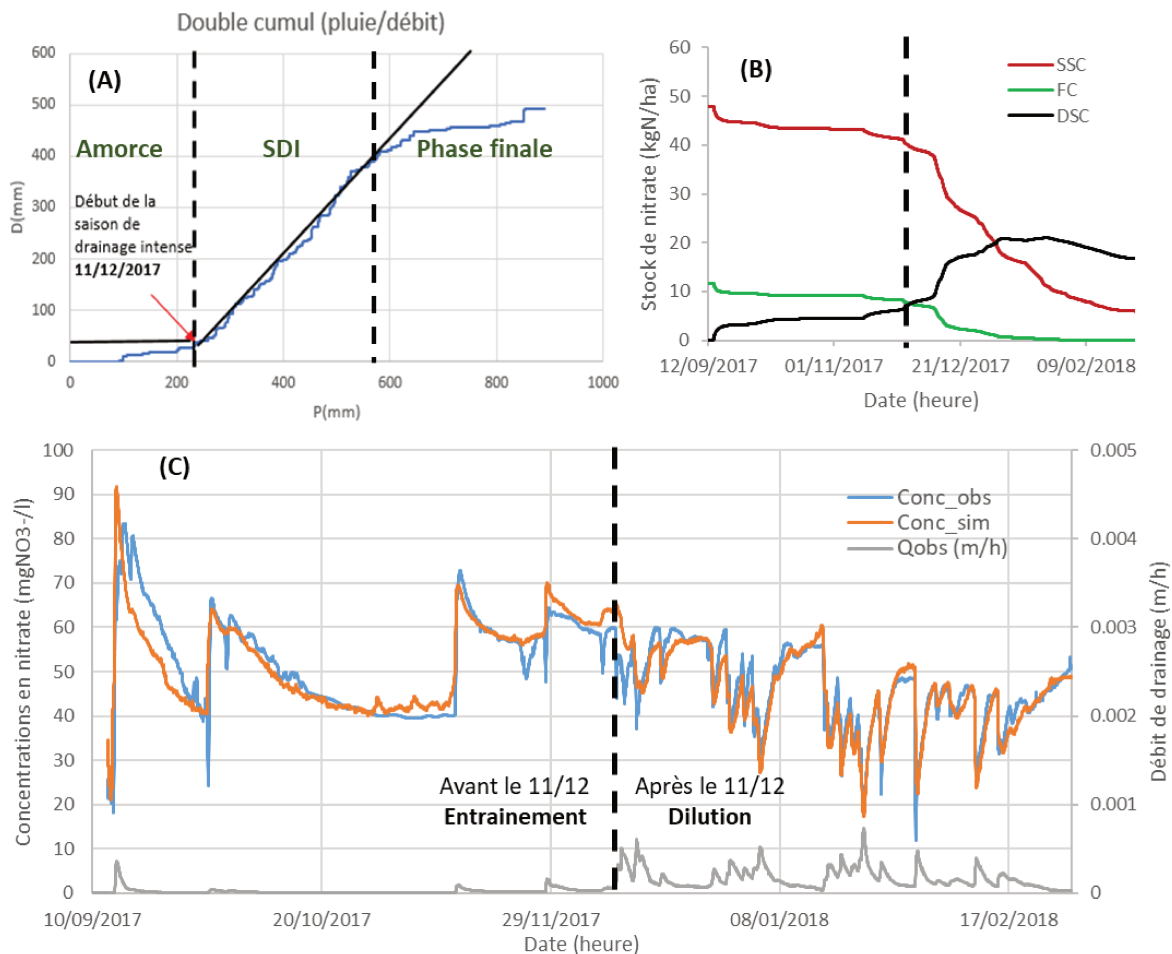 Double cumul (pluie/débit)
(A)
600
500
400
300
200
100
0
D(mm)
Amorce
SDI
Phase finale
Début de la
saison de
drainage intense
11/12/2017
0
200
400
600
800
1000
P(mm)
(B)
SSC
FC
DSC
60
50
40
30
20
10
0
Stock de nitrate (kgN/ha)
12/09/2017
01/11/2017
21/12/2017
09/02/2018
Date (heure)
(C)
100
90
80
70
60
50
40
30
20
10
0
Concentrations en nitrate (mgNO3-/l)
Conc_obs
Conc_sim
Qobs (m/h)
Avant le 11/12
Entrainement
Après le 11/12
Dilution
0.005
0.004
0.003
0.002
0.001
0
Débit de drainage (m/h)
10/09/2017
20/10/2017
29/11/2017
08/01/2018
17/02/2018
Date (heure)